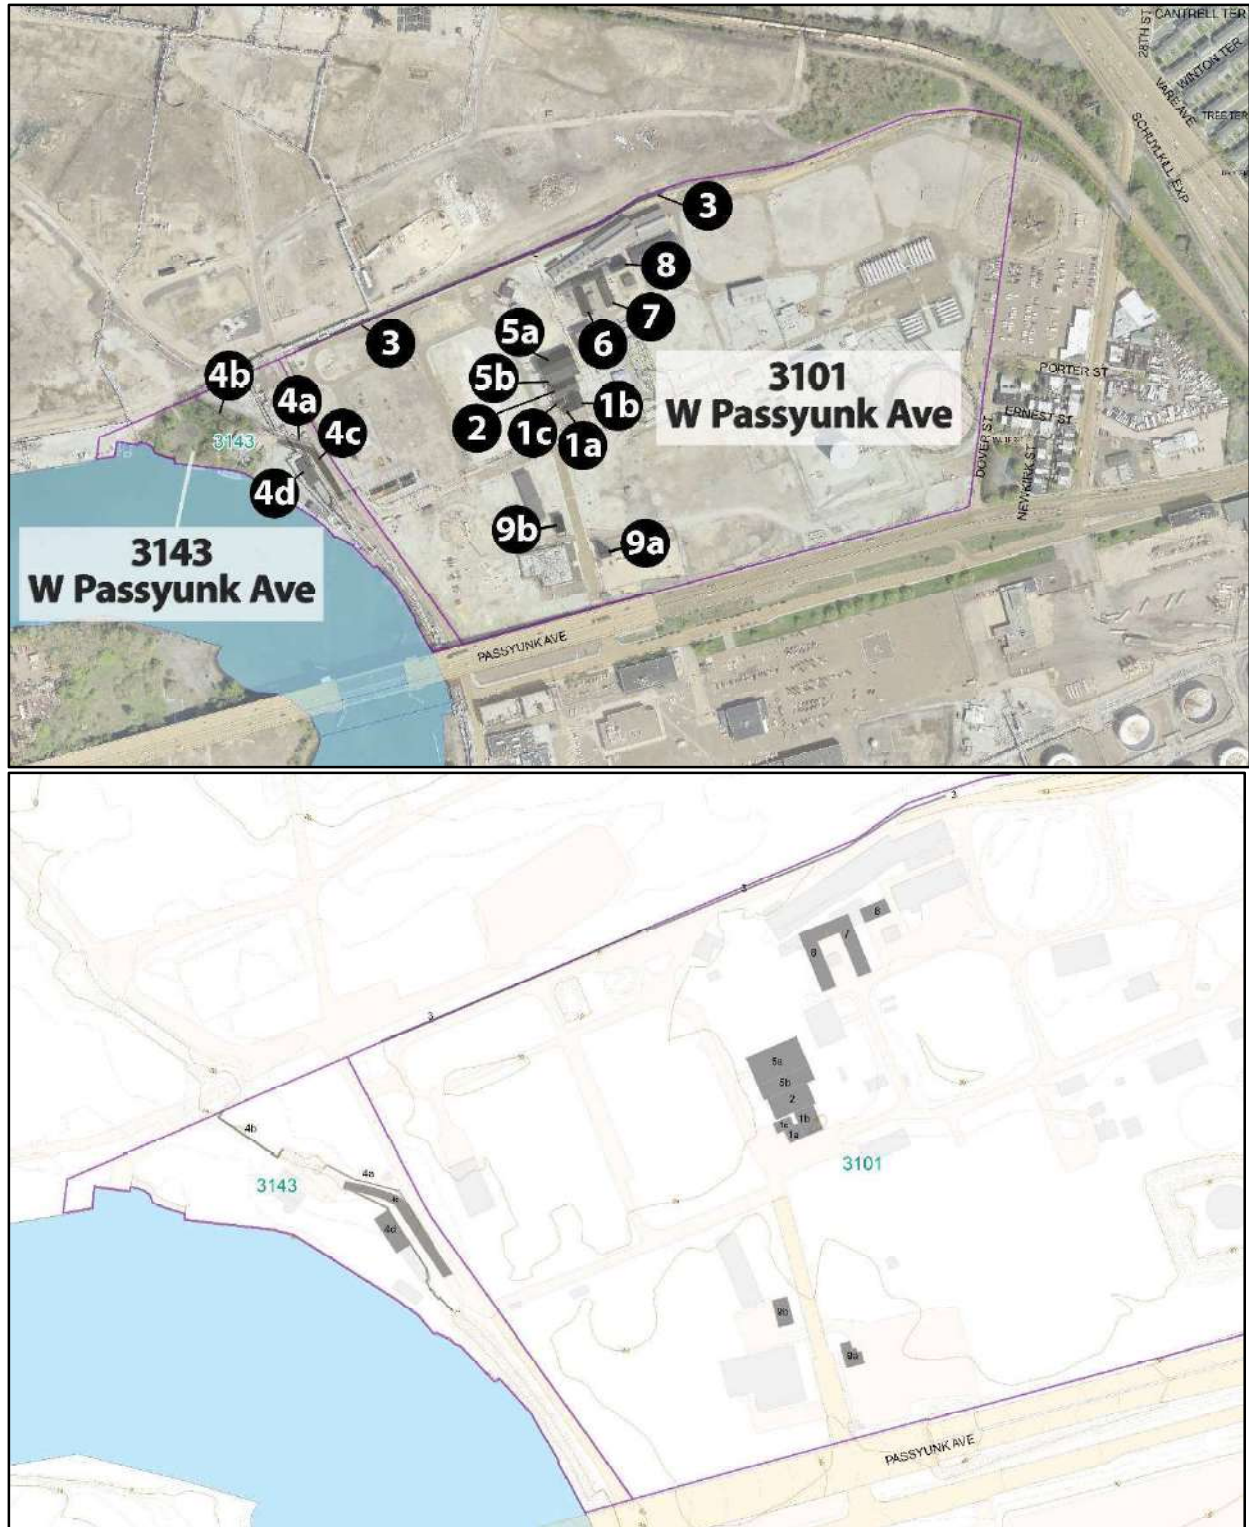 CANTRELL TER
28TH ST
WINTON TER
VARE AVE
TREE TER
SCHUYLKILL EXP
3
8
7
6
3
5a
5b
3101
W Passyunk Ave
PORTER ST
4b
4a
4c
2
1c
1a
1b
ERNEST ST
3143
4d
DOVER ST
NEWKIRK ST
9b
9a
3143
W Passyunk Ave
PASSYUNK AVE
3
3
8
7
6
3
5a
5b
2
1b
1c
1a
4b
4a
3143
3101
4d
9b
9a
PASSYUNK AVE